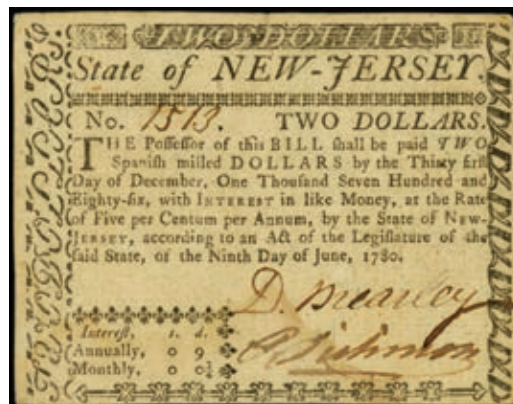 TWO DOLLARS
State of NEW-JERSEY.
No. 1513. TWO DOLLARS.
THE Possessor of this BILL shall be paid TWO
Spanish milled DOLLARS by the Thirty first
Day of December, One Thousand Seven Hundred and
Eighty-six, with INTEREST in like Money, at the Rate
of Five per Centum per Annum, by the State of NEW-
JERSEY, according to an Act of the Legislature of the
said State, of the Ninth Day of June, 1780.
D. Brearley
Interest, s. d.
Annually, 0 9
Monthly, 0 0¾